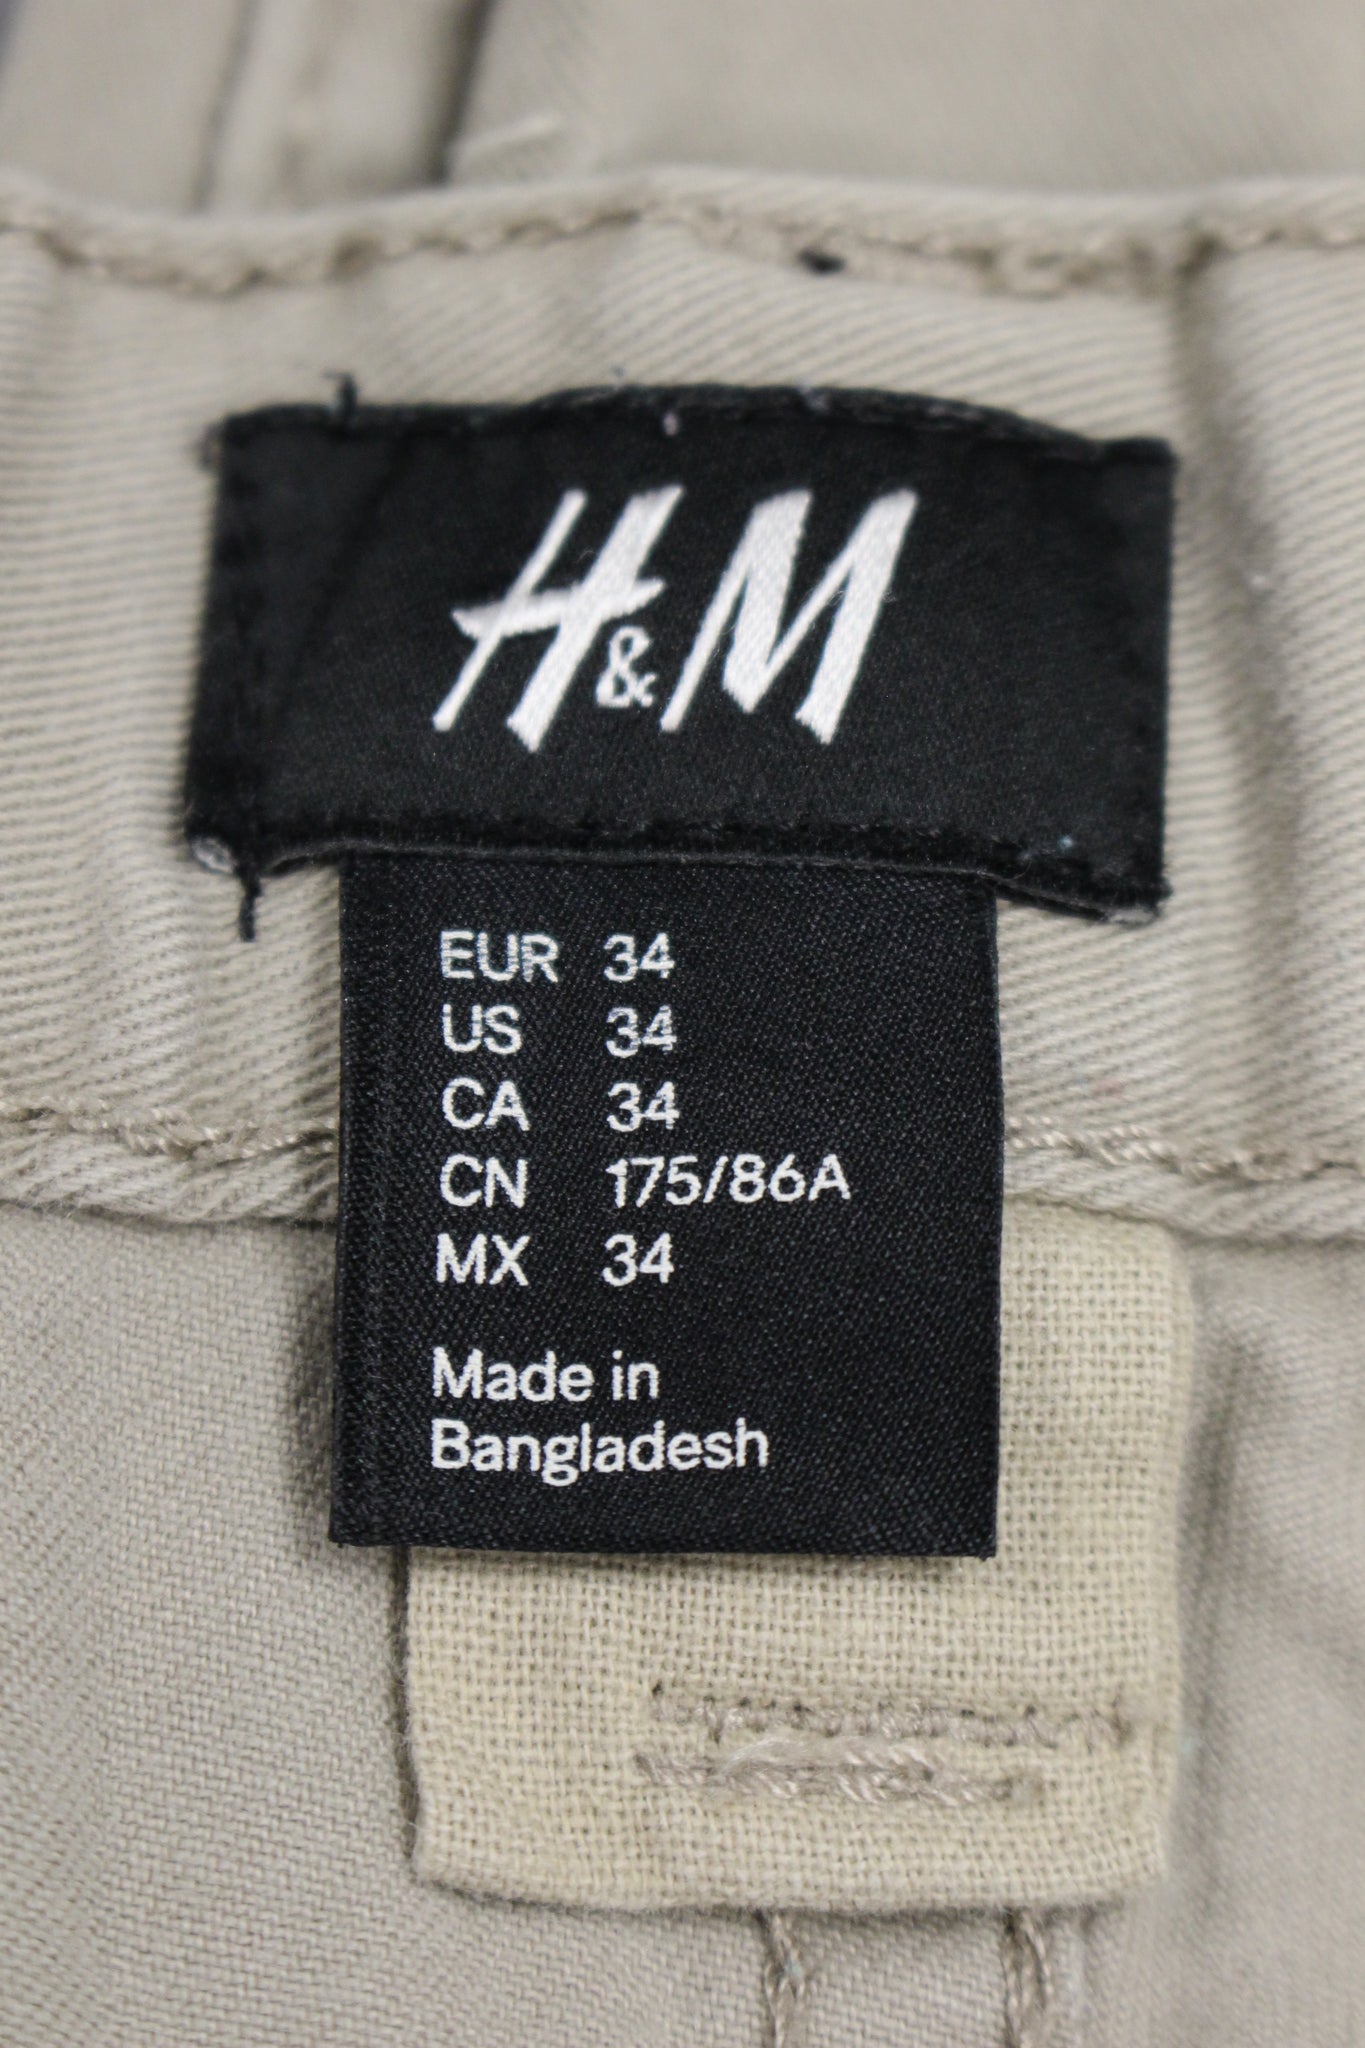 H&M
EUR 34
US 34
CA 34
CN 175/86A
MX 34
Made in
Bangladesh